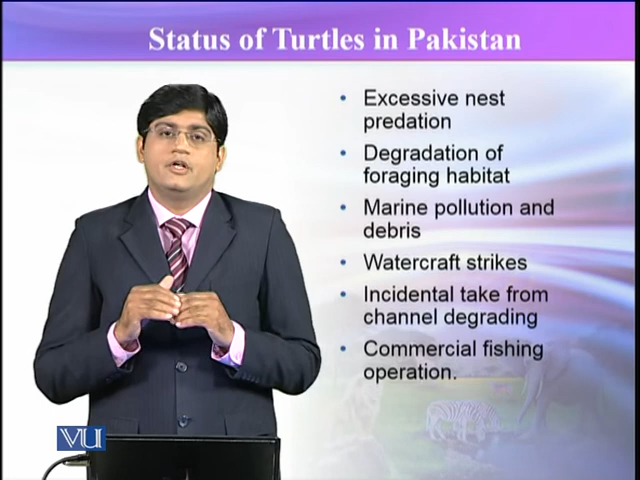 Status of Turtles in Pakistan
• Excessive nest
predation
• Degradation of
foraging habitat
• Marine pollution and
debris
• Watercraft strikes
• Incidental take from
channel degrading
• Commercial fishing
operation.
VU